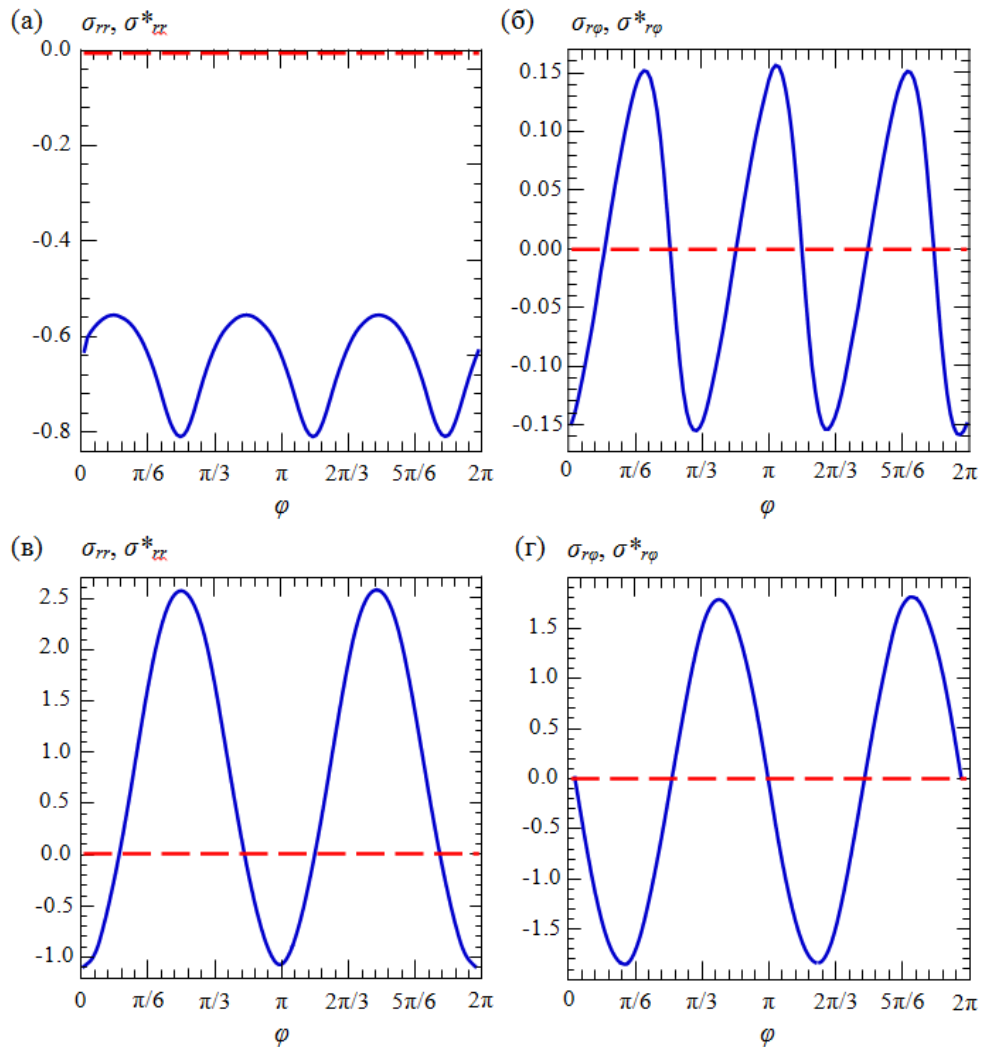 (а) σrr, σ*rr
0.0
-0.2
-0.4
-0.6
-0.8
0 π/6 π/3 π 2π/3 5π/6 2π
φ
(б) σrφ, σ*rφ
0.15
0.10
0.05
0.00
-0.05
-0.10
-0.15
0 π/6 π/3 π 2π/3 5π/6 2π
φ
(в) σrr, σ*rr
2.5
2.0
1.5
1.0
0.5
0.0
-0.5
-1.0
0 π/6 π/3 π 2π/3 5π/6 2π
φ
(г) σrφ, σ*rφ
1.5
1.0
0.5
0.0
-0.5
-1.0
-1.5
0 π/6 π/3 π 2π/3 5π/6 2π
φ